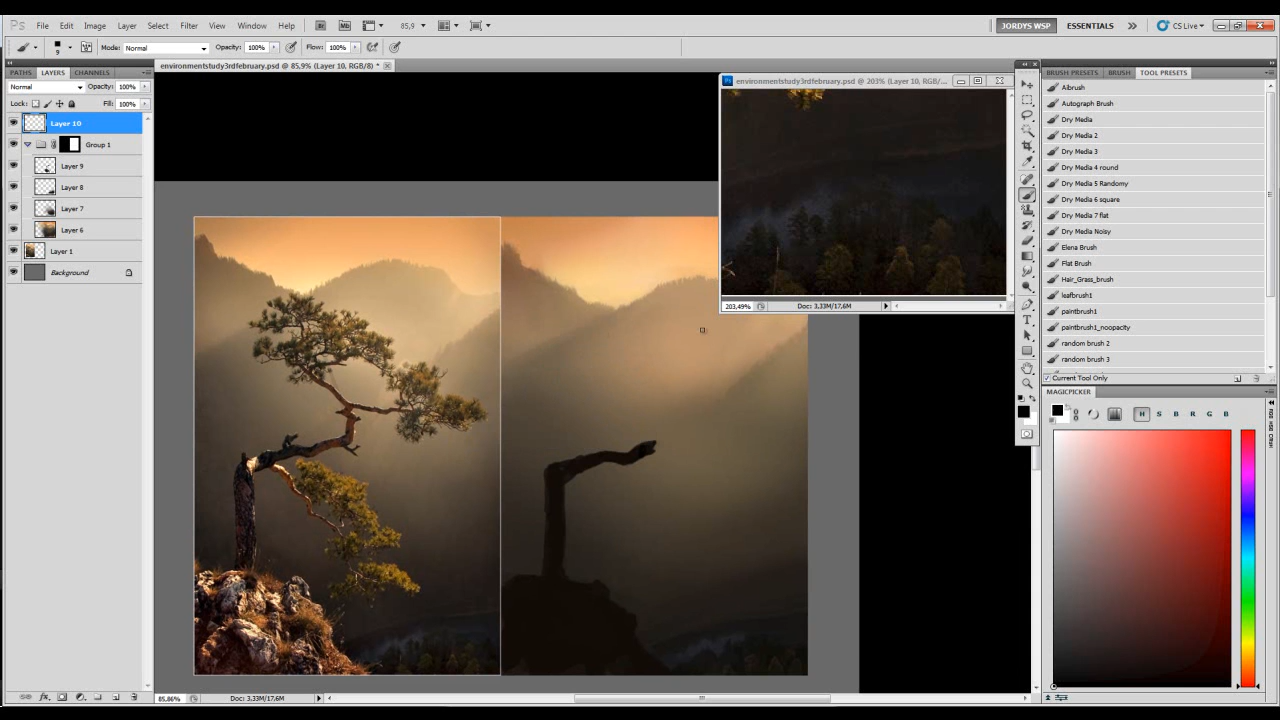 Ps File Edit Image Layer Select Filter View Window Help Br Mb 85,9 JORDYS WSP ESSENTIALS CS Live
9 Mode: Normal Opacity: 100% Flow: 100%
PATHS LAYERS CHANNELS
Normal Opacity: 100%
Lock: Fill: 100%
Layer 10
Group 1
Layer 9
Layer 8
Layer 7
Layer 6
Layer 1
Background
environmentstudy3rdfebruary.psd @ 85,9% (Layer 10, RGB/8) *
environmentstudy3rdfebruary.psd @ 203% (Layer 10, RGB/...
203,49% Doc: 3,33M/17,6M
85,86% Doc: 3,33M/17,6M
BRUSH PRESETS BRUSH TOOL PRESETS
Aibrush
Autograph Brush
Dry Media
Dry Media 2
Dry Media 3
Dry Media 4 round
Dry Media 5 Randomy
Dry Media 6 square
Dry Media 7 flat
Dry Media Noisy
Elena Brush
Flat Brush
Hair_Grass_brush
leafbrush1
paintbrush1
paintbrush1_noopacity
random brush 2
random brush 3
Current Tool Only
MAGICPICKER
H S B R G B